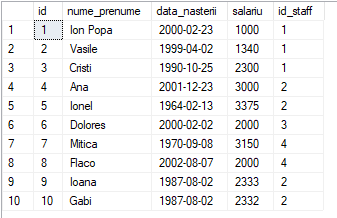 id nume_prenume data_nasterii salariu id_staff
1 1 Ion Popa 2000-02-23 1000 1
2 2 Vasile 1999-04-02 1340 1
3 3 Cristi 1990-10-25 2300 1
4 4 Ana 2001-12-23 3000 2
5 5 Ionel 1964-02-13 3375 2
6 6 Dolores 2000-02-02 2000 3
7 7 Mitica 1970-09-08 3150 4
8 8 Flaco 2002-08-07 2000 4
9 9 Ioana 1987-08-02 2333 2
10 10 Gabi 1987-08-02 2332 2